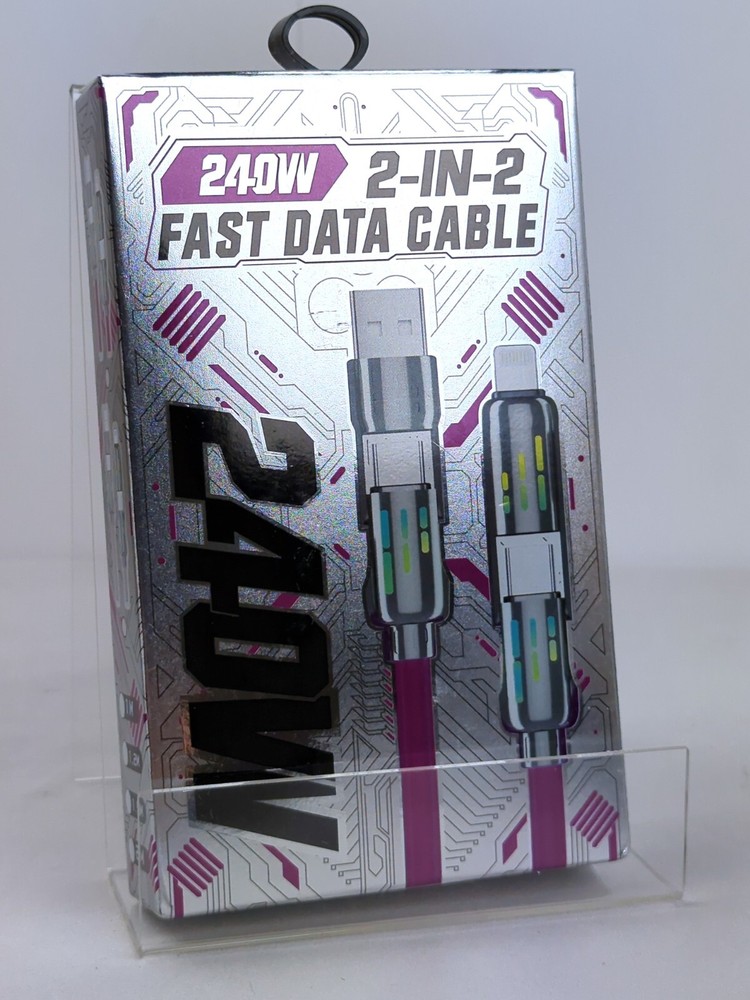 240W 2-IN-2
FAST DATA CABLE
240W